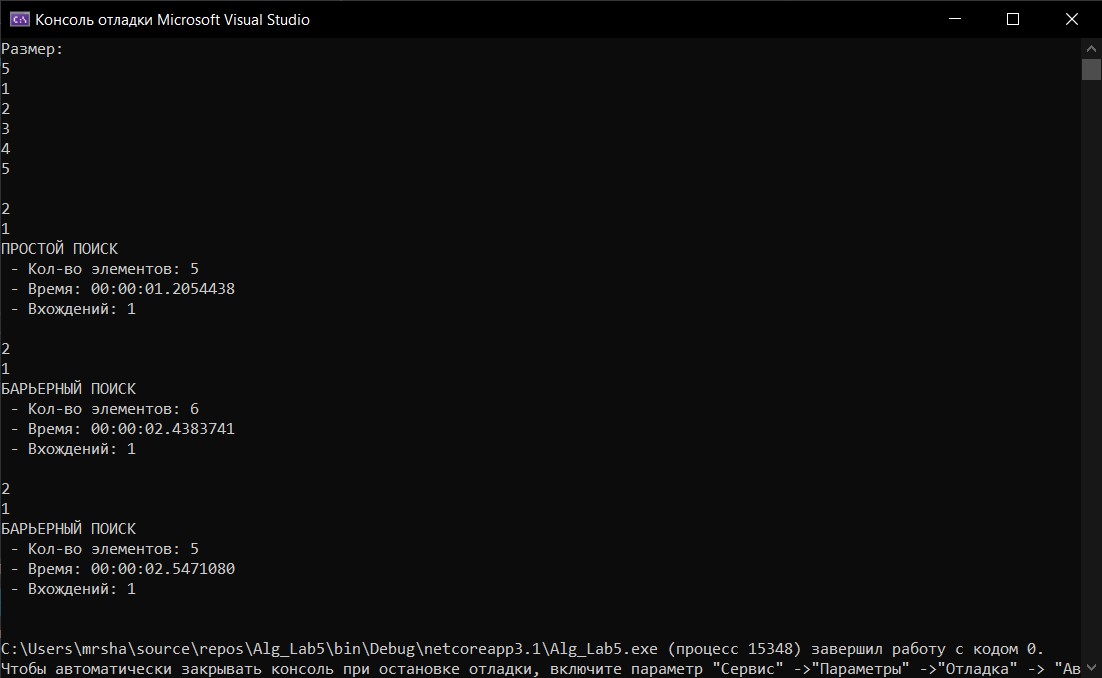 Консоль отладки Microsoft Visual Studio
Размер:
5
1
2
3
4
5
2
1
ПРОСТОЙ ПОИСК
- Кол-во элементов: 5
- Время: 00:00:01.2054438
- Вхождений: 1
2
1
БАРЬЕРНЫЙ ПОИСК
- Кол-во элементов: 6
- Время: 00:00:02.4383741
- Вхождений: 1
2
1
БАРЬЕРНЫЙ ПОИСК
- Кол-во элементов: 5
- Время: 00:00:02.5471080
- Вхождений: 1
C:\Users\mrsha\source\repos\Alg_Lab5\bin\Debug\netcoreapp3.1\Alg_Lab5.exe (процесс 15348) завершил работу с кодом 0.
Чтобы автоматически закрывать консоль при остановке отладки, включите параметр "Сервис" ->"Параметры" ->"Отладка" -> "Ав